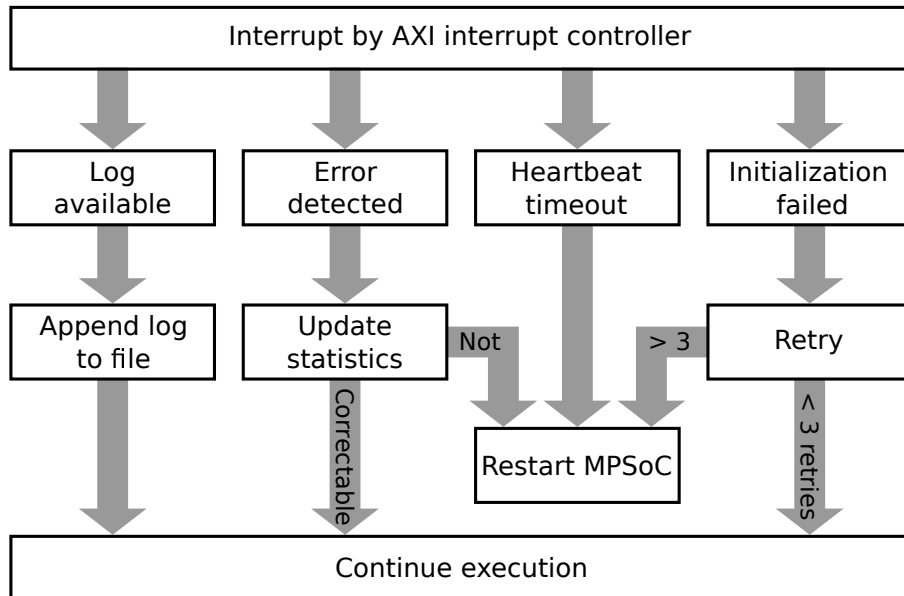 Interrupt by AXI interrupt controller
Log
available
Error
detected
Heartbeat
timeout
Initialization
failed
Append log
to file
Update
statistics
Not
> 3
Retry
Correctable
Restart MPSoC
< 3 retries
Continue execution